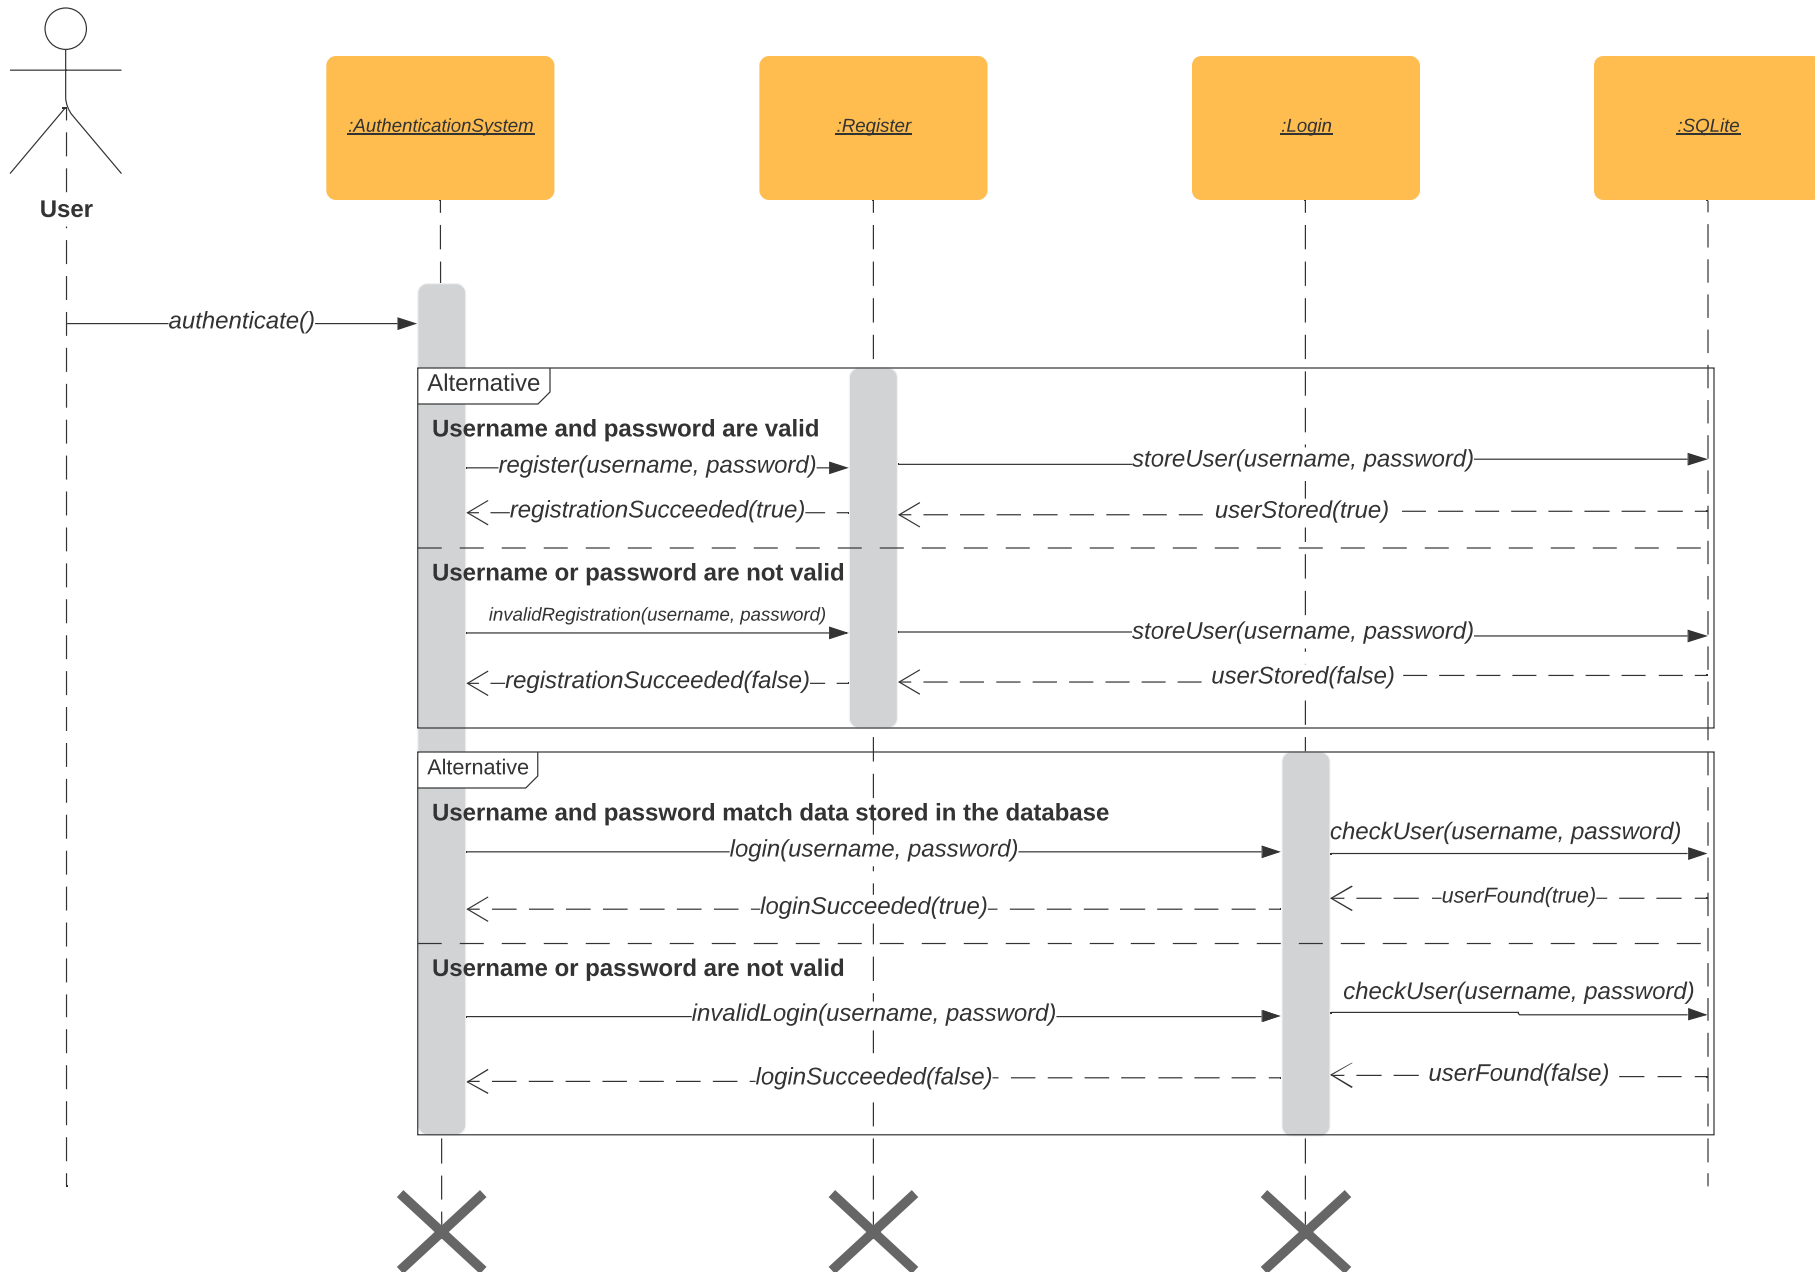 User
:AuthenticationSystem
:Register
:Login
:SQLite
authenticate()
Alternative
Username and password are valid
register(username, password)
storeUser(username, password)
registrationSucceeded(true)
userStored(true)
Username or password are not valid
invalidRegistration(username, password)
storeUser(username, password)
registrationSucceeded(false)
userStored(false)
Alternative
Username and password match data stored in the database
login(username, password)
checkUser(username, password)
loginSucceeded(true)
userFound(true)
Username or password are not valid
invalidLogin(username, password)
checkUser(username, password)
loginSucceeded(false)
userFound(false)